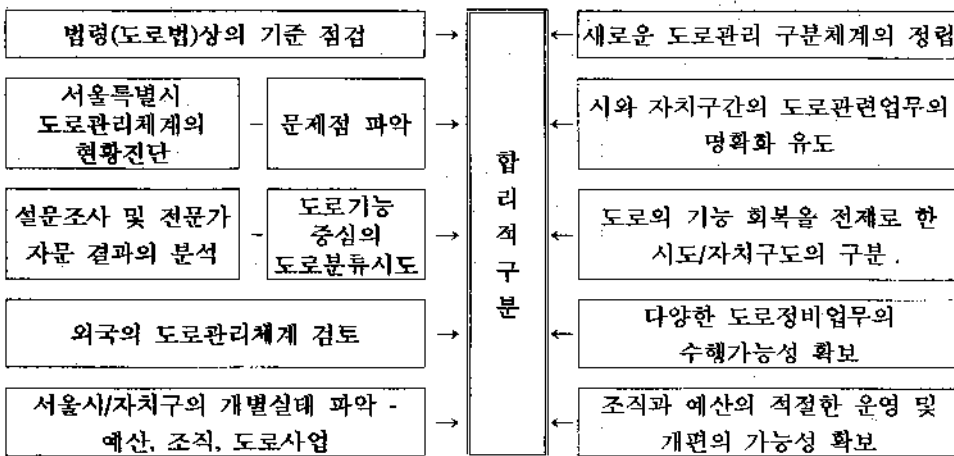 법령(도로법)상의 기준 점검
→
←
새로운 도로관리 구분체계의 정립
서울특별시
도로관리체계의
현황진단
–
문제점 파악
→
←
시와 자치구간의 도로관련업무의
명확화 유도
설문조사 및 전문가
자문 결과의 분석
–
도로기능
중심의
도로분류시도
→
합
리
적
구
분
←
도로의 기능 회복을 전제로 한
시도/자치구도의 구분
외국의 도로관리체계 검토
→
←
다양한 도로정비업무의
수행가능성 확보
서울시/자치구의 개별실태 파악 -
예산, 조직, 도로사업
→
←
조직과 예산의 적절한 운영 및
개편의 가능성 확보